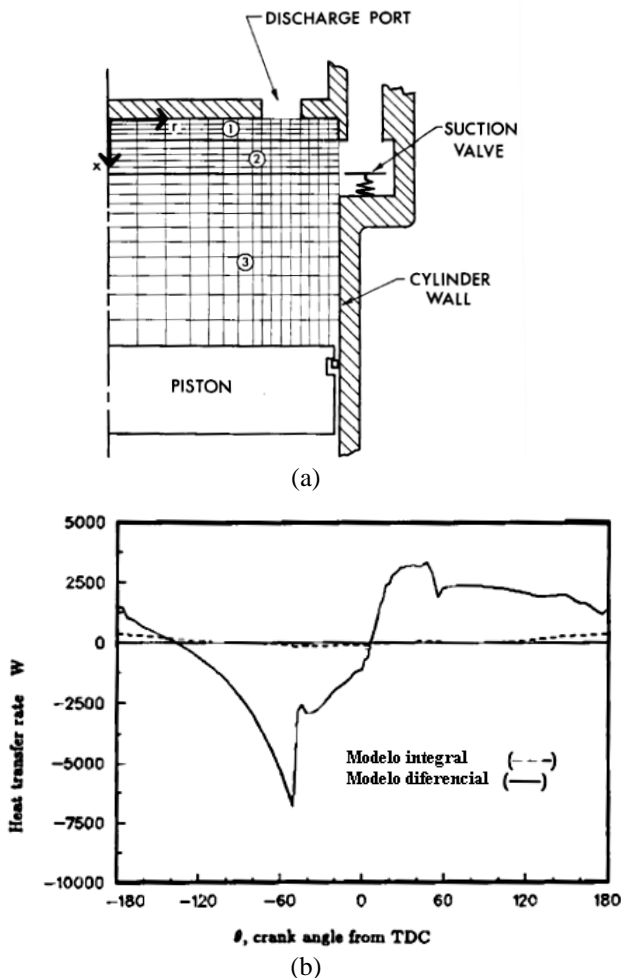 DISCHARGE PORT
r
x
1
2
3
SUCTION
VALVE
CYLINDER
WALL
PISTON
(a)
5000
2500
0
-2500
-5000
-7500
-10000
Heat transfer rate W
Modelo integral (----)
Modelo diferencial (——)
-180 -120 -60 0 60 120 180
θ, crank angle from TDC
(b)